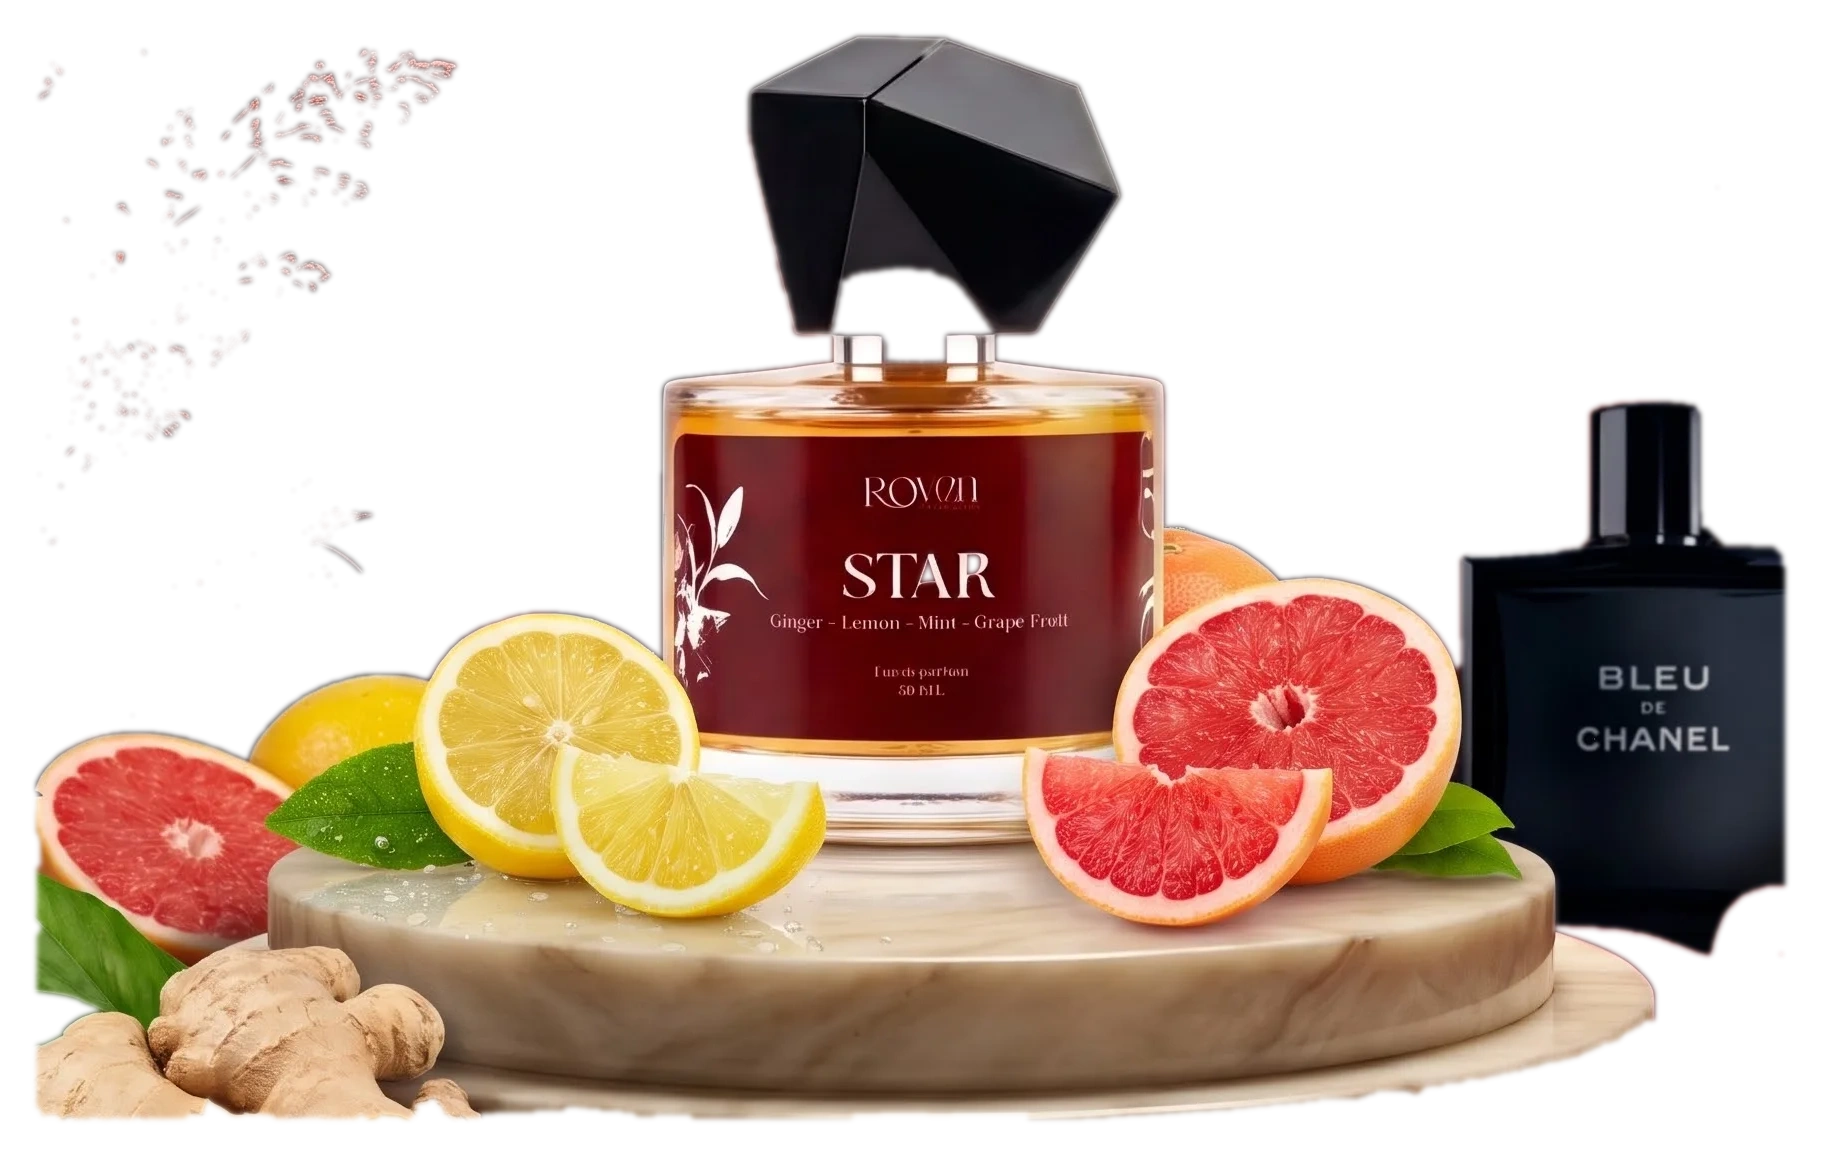 Roven
STAR
Ginger - Lemon - Mint - Grape Fruit
BLEU
DE
CHANEL